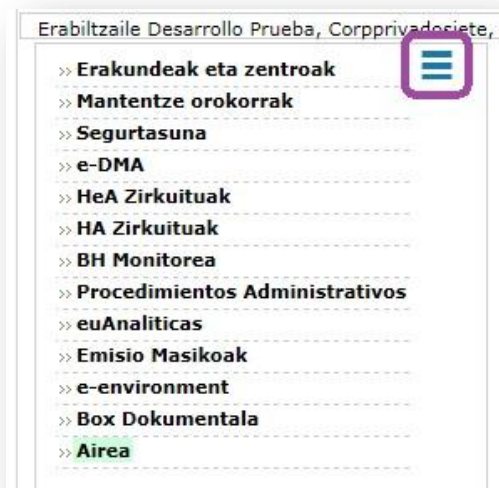 Erabiltzaile Desarrollo Prueba, Corpprivadosiete,
» Erakundeak eta zentroak
» Mantentze orokorrak
» Segurtasuna
» e-DMA
» HeA Zirkuituak
» HA Zirkuituak
» BH Monitorea
» Procedimientos Administrativos
» euAnaliticas
» Emisio Masikoak
» e-environment
» Box Dokumentala
» Airea